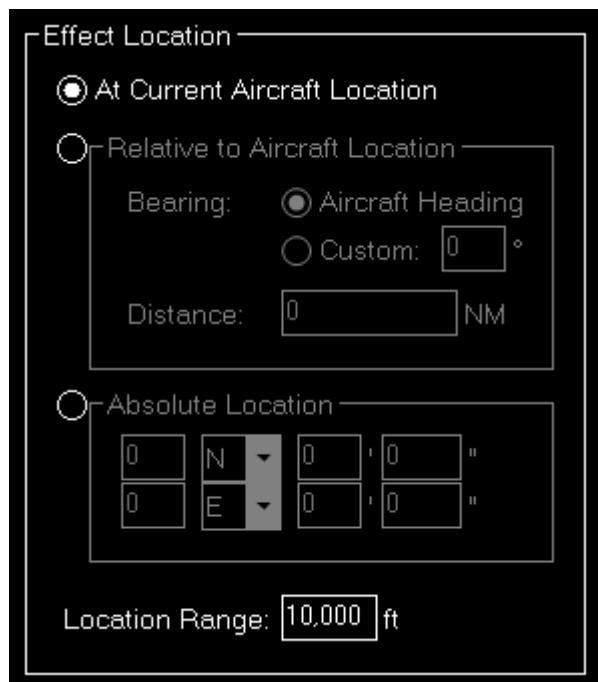 Effect Location
At Current Aircraft Location
Relative to Aircraft Location
Bearing: Aircraft Heading
Custom: 0 °
Distance: 0 NM
Absolute Location
0 N 0 ' 0 "
0 E 0 ' 0 "
Location Range: 10,000 ft